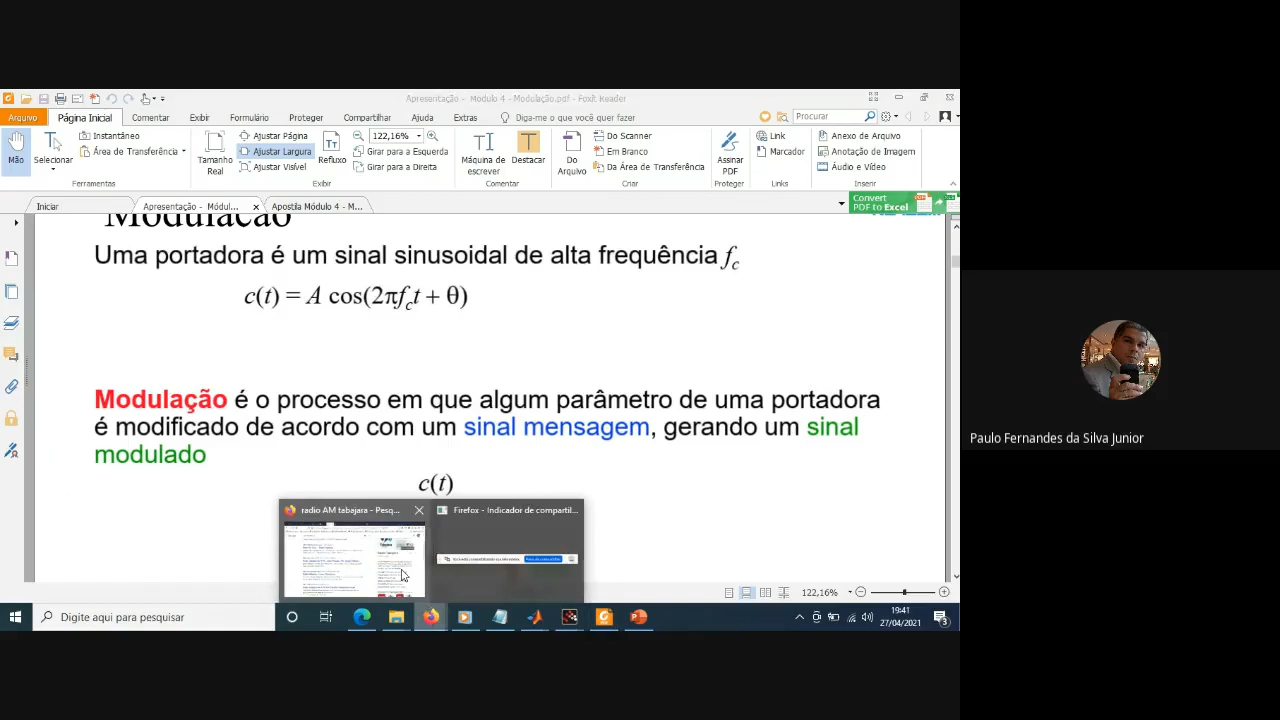 Apresentação - Modulo 4 - Modulação.pdf - Foxit Reader
Arquivo Página Inicial Comentar Exibir Formulário Proteger Compartilhar Ajuda Extras Diga-me o que você quer fazer Procurar
Mão
Selecionar
Instantâneo
Área de Transferência
Ferramentas
Tamanho Real
Ajustar Página
Ajustar Largura
Ajustar Visível
Refluxo
122,16%
Girar para a Esquerda
Girar para a Direita
Exibir
Máquina de escrever
Destacar
Comentar
Do Arquivo
Do Scanner
Em Branco
Da Área de Transferência
Criar
Assinar PDF
Proteger
Link
Marcador
Links
Anexo de Arquivo
Anotação de Imagem
Áudio e Vídeo
Inserir
Iniciar
Apresentação - Módul...
Apostila Módulo 4 - M...
Convert
PDF to Excel
Modulação
Uma portadora é um sinal sinusoidal de alta frequência fc
c(t) = A cos(2πfct + θ)
Modulação é o processo em que algum parâmetro de uma portadora
é modificado de acordo com um sinal mensagem, gerando um sinal
modulado
c(t)
radio AM tabajara - Pesq...
Firefox - Indicador de compartil...
122,16%
Digite aqui para pesquisar
19:41
27/04/2021
3
Paulo Fernandes da Silva Junior